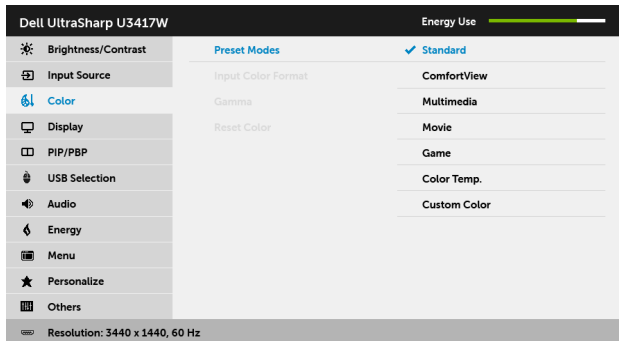 Dell UltraSharp U3417W Energy Use
Brightness/Contrast Preset Modes Standard
Input Source Input Color Format ComfortView
Color Gamma Multimedia
Display Reset Color Movie
PIP/PBP Game
USB Selection Color Temp.
Audio Custom Color
Energy
Menu
Personalize
Others
Resolution: 3440 x 1440, 60 Hz